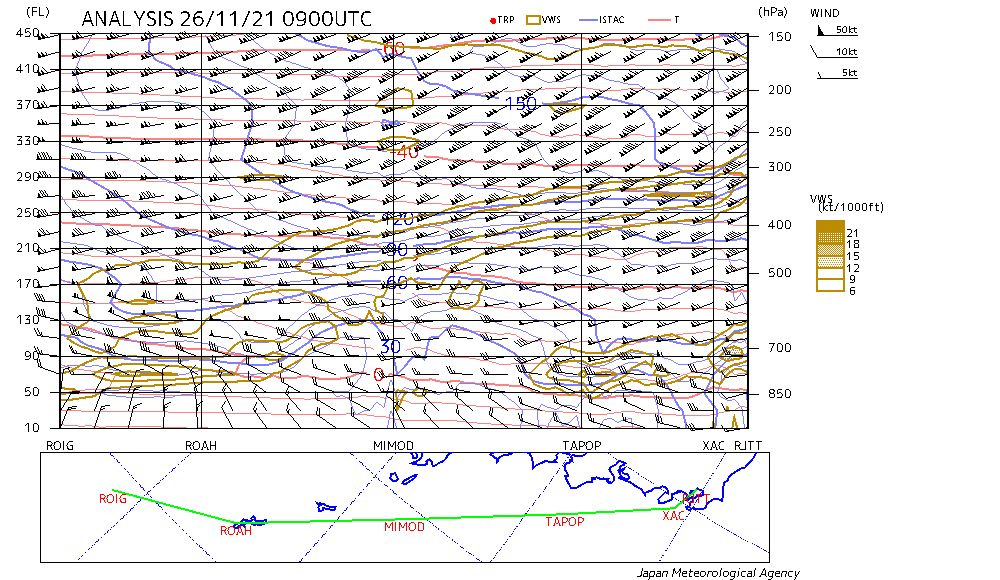 (FL) ANALYSIS 26/11/21 0900UTC TRP VWS ISTAC T (hPa) WIND
450 60 150 50kt
410 10kt
5kt
370 150 200
330 -40 250
290 300
250 400
210 90
170 60 500
130
90 30 700
0
50 850
10
VWS
(kt/1000ft)
21
18
15
12
9
6
ROIG ROAH MIMOD TAPOP XAC RJTT
ROIG
ROAH
MIMOD
TAPOP
XAC
Japan Meteorological Agency